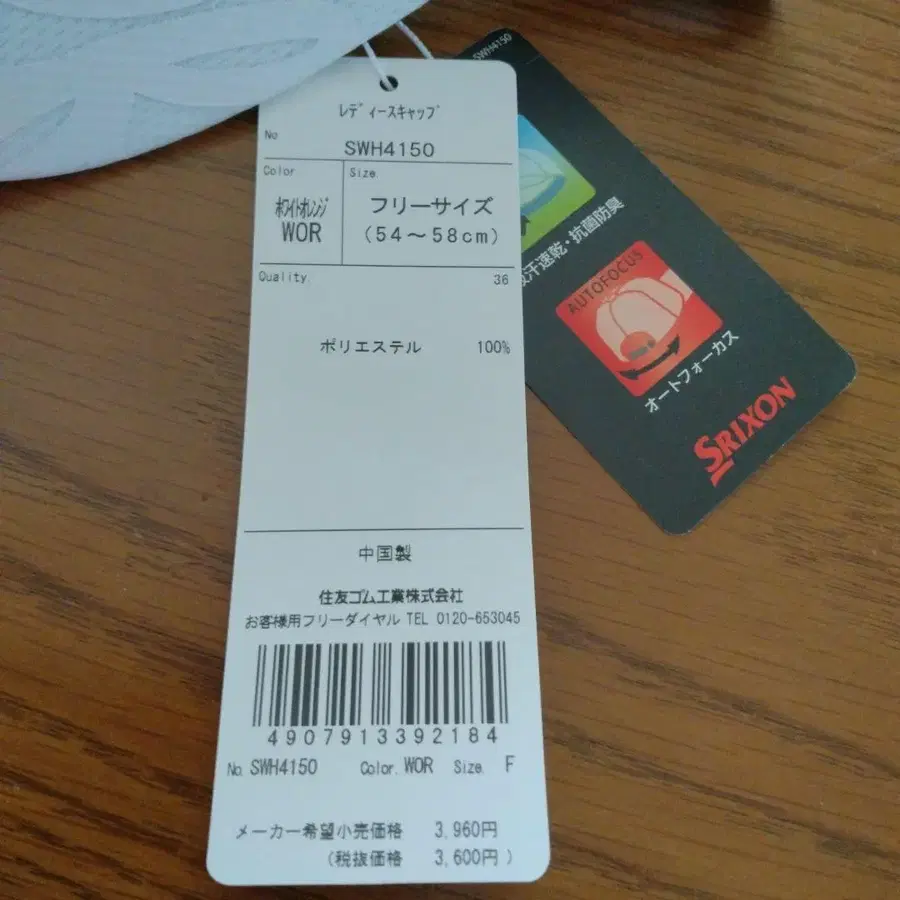 レディースキャップ
No
SWH4150
Color
Size.
ホワイトオレンジ
WOR
フリーサイズ
(54～58cm)
Quality.
36
ポリエステル 100%
中国製
住友ゴム工業株式会社
お客様用フリーダイヤル TEL 0120-653045
4907913392184
No. SWH4150 Color. WOR Size. F
メーカー希望小売価格 3,960円
(税抜価格 3,600円)
SWH4150
汗速乾・抗菌防臭
AUTOFOCUS
オートフォーカス
SRIXON